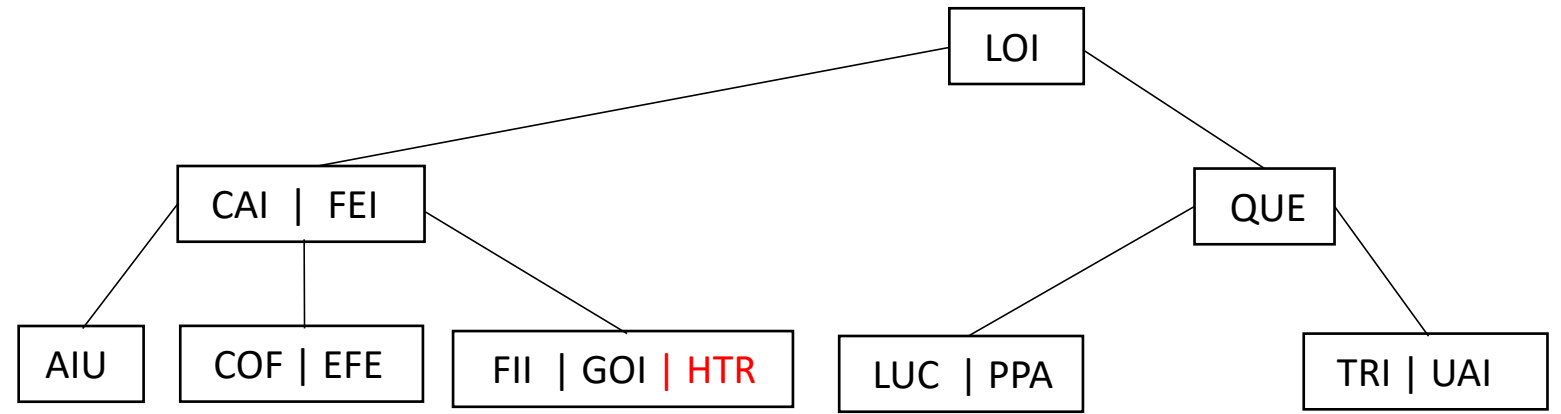 LOI
CAI | FEI
QUE
AIU
COF | EFE
FII | GOI | HTR
LUC | PPA
TRI | UAI